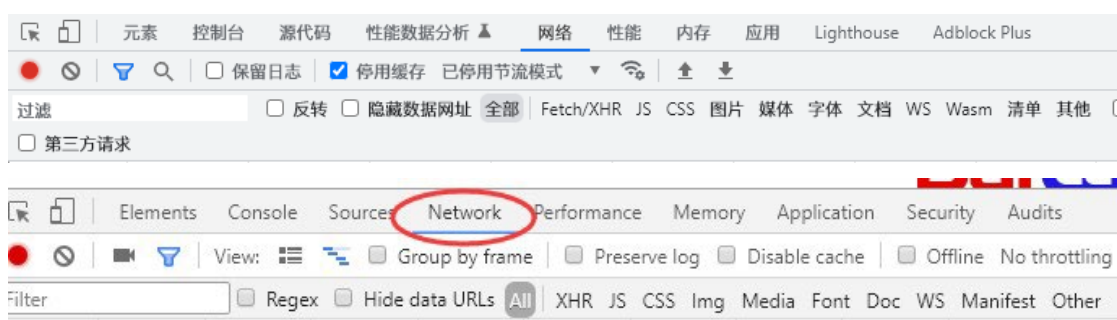 元素 控制台 源代码 性能数据分析 网络 性能 内存 应用 Lighthouse Adblock Plus
保留日志 停用缓存 已停用节流模式
过滤 反转 隐藏数据网址 全部 Fetch/XHR JS CSS 图片 媒体 字体 文档 WS Wasm 清单 其他
第三方请求
Elements Console Sources Network Performance Memory Application Security Audits
View: Group by frame Preserve log Disable cache Offline No throttling
Filter Regex Hide data URLs All XHR JS CSS Img Media Font Doc WS Manifest Other